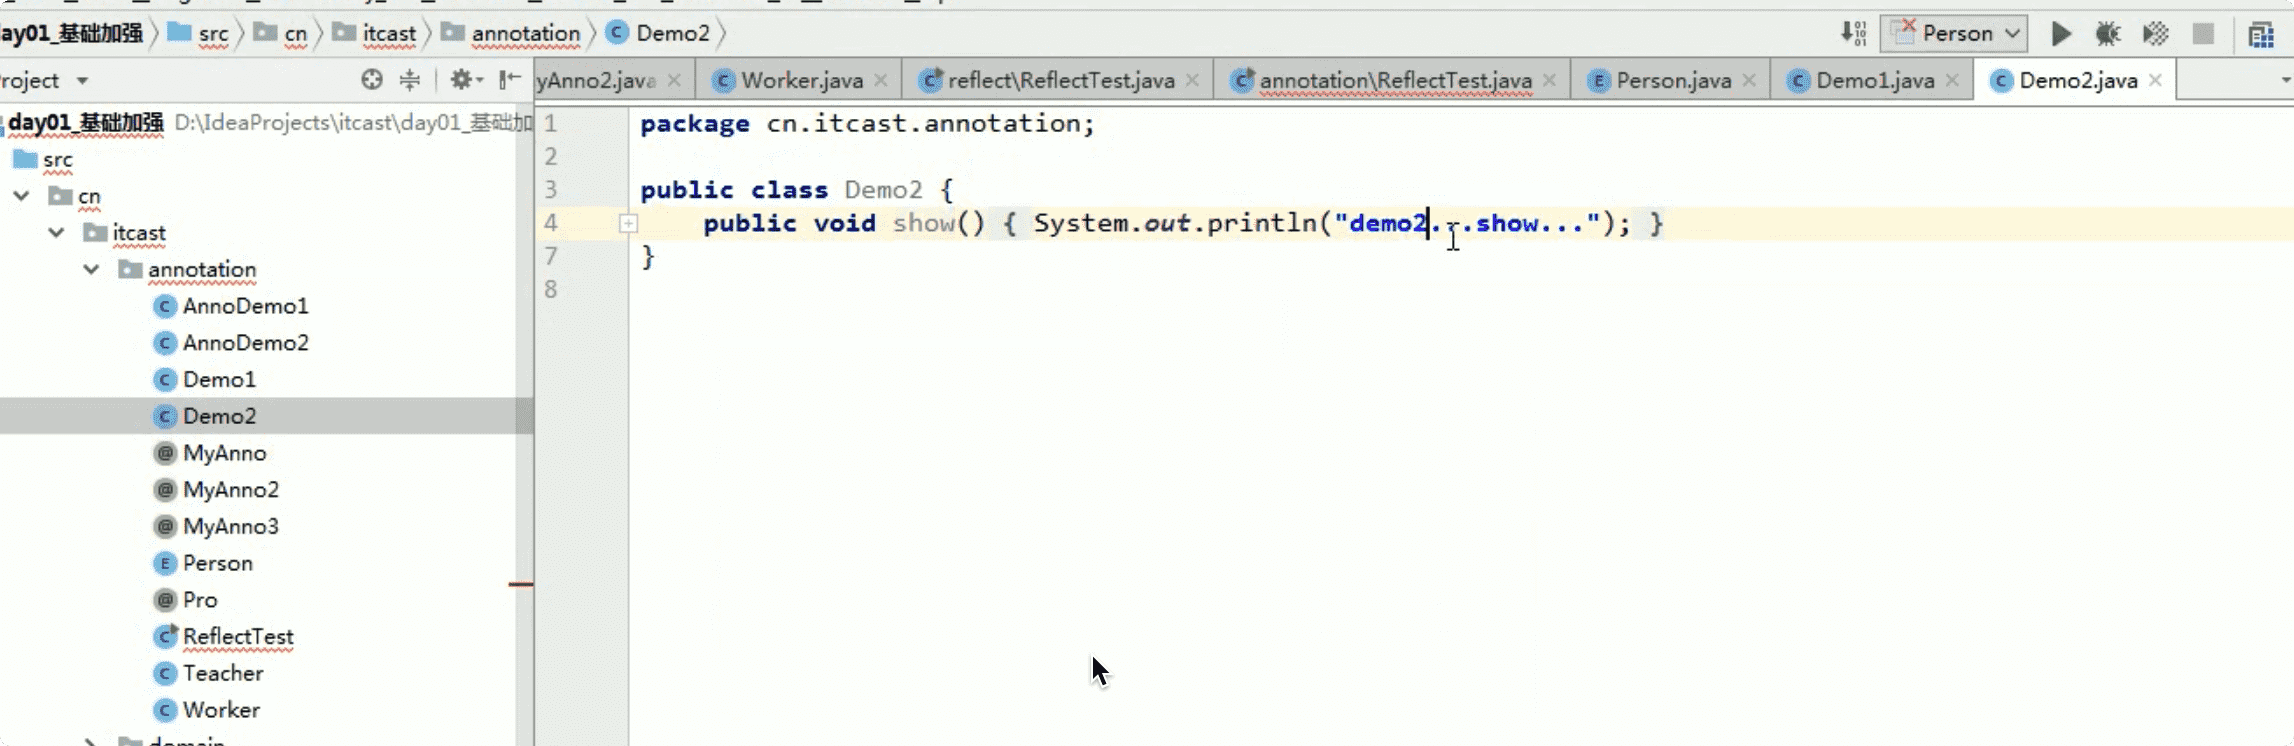 ay01_基础加强 src cn itcast annotation Demo2 Person
roject
yAnno2.java Worker.java reflect\ReflectTest.java annotation\ReflectTest.java Person.java Demo1.java Demo2.java
day01_基础加强 D:\IdeaProjects\itcast\day01_基础加
src
cn
itcast
annotation
AnnoDemo1
AnnoDemo2
Demo1
Demo2
MyAnno
MyAnno2
MyAnno3
Person
Pro
ReflectTest
Teacher
Worker
domain
1 package cn.itcast.annotation;
2
3 public class Demo2 {
4 public void show() { System.out.println("demo2...show..."); }
7 }
8